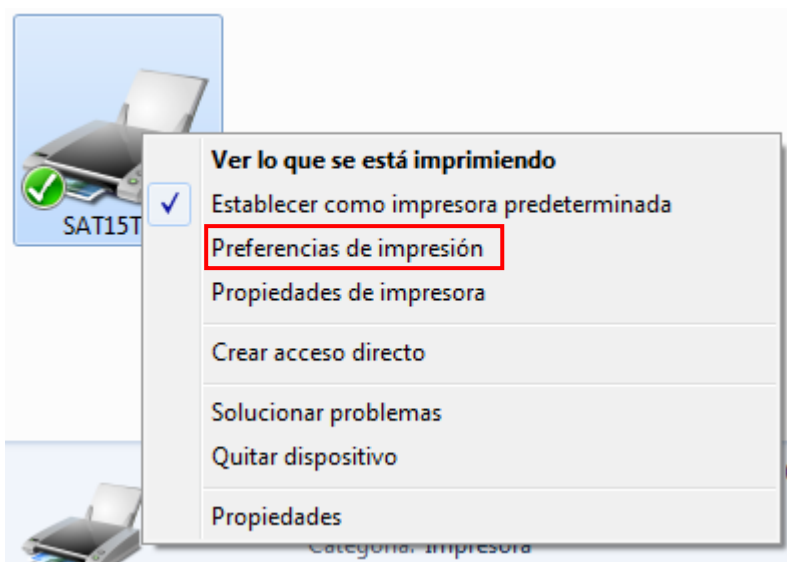 Ver lo que se está imprimiendo
SAT15T
Establecer como impresora predeterminada
Preferencias de impresión
Propiedades de impresora
Crear acceso directo
Solucionar problemas
Quitar dispositivo
Propiedades
Categoría: Impresora